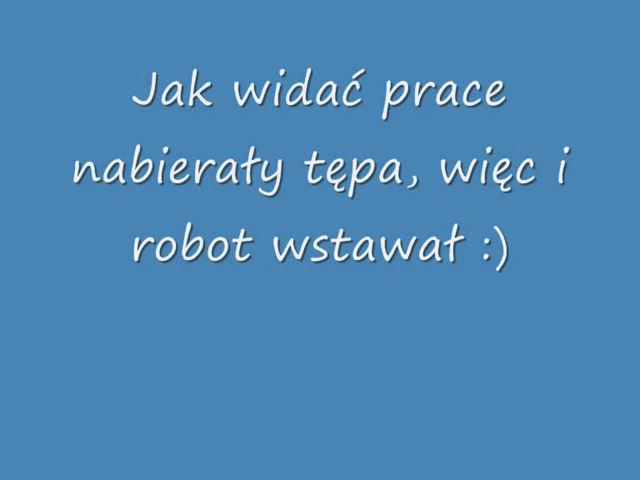 Jak widać prace
nabierały tępa, więc i
robot wstawał :)